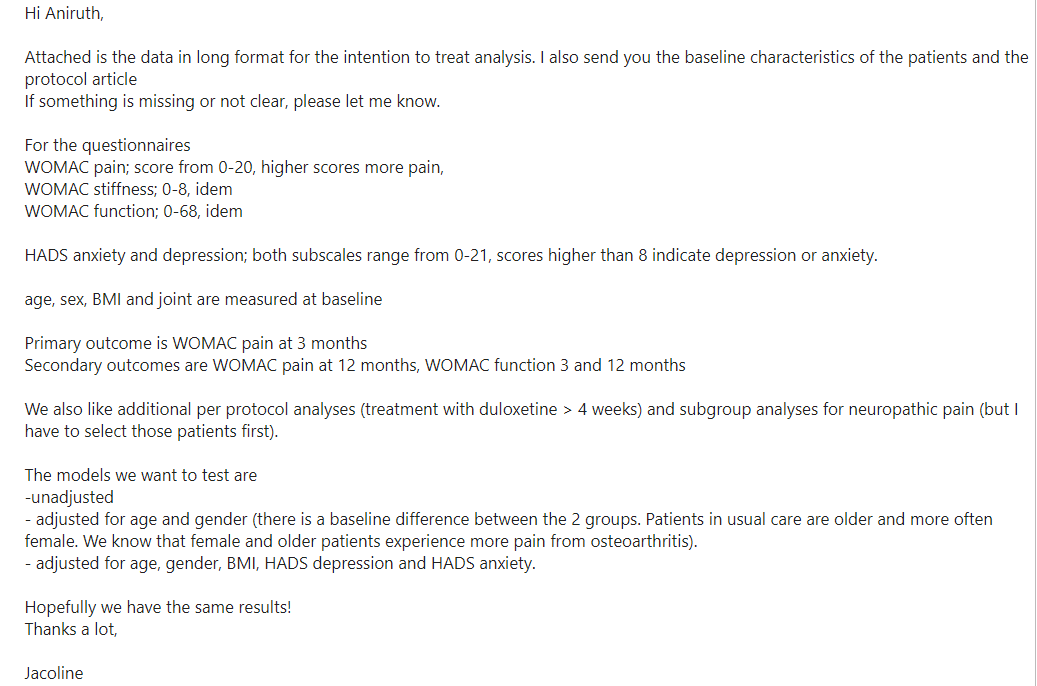 Hi Aniruth,
Attached is the data in long format for the intention to treat analysis. I also send you the baseline characteristics of the patients and the
protocol article
If something is missing or not clear, please let me know.
For the questionnaires
WOMAC pain; score from 0-20, higher scores more pain,
WOMAC stiffness; 0-8, idem
WOMAC function; 0-68, idem
HADS anxiety and depression; both subscales range from 0-21, scores higher than 8 indicate depression or anxiety.
age, sex, BMI and joint are measured at baseline
Primary outcome is WOMAC pain at 3 months
Secondary outcomes are WOMAC pain at 12 months, WOMAC function 3 and 12 months
We also like additional per protocol analyses (treatment with duloxetine > 4 weeks) and subgroup analyses for neuropathic pain (but I
have to select those patients first).
The models we want to test are
-unadjusted
- adjusted for age and gender (there is a baseline difference between the 2 groups. Patients in usual care are older and more often
female. We know that female and older patients experience more pain from osteoarthritis).
- adjusted for age, gender, BMI, HADS depression and HADS anxiety.
Hopefully we have the same results!
Thanks a lot,
Jacoline